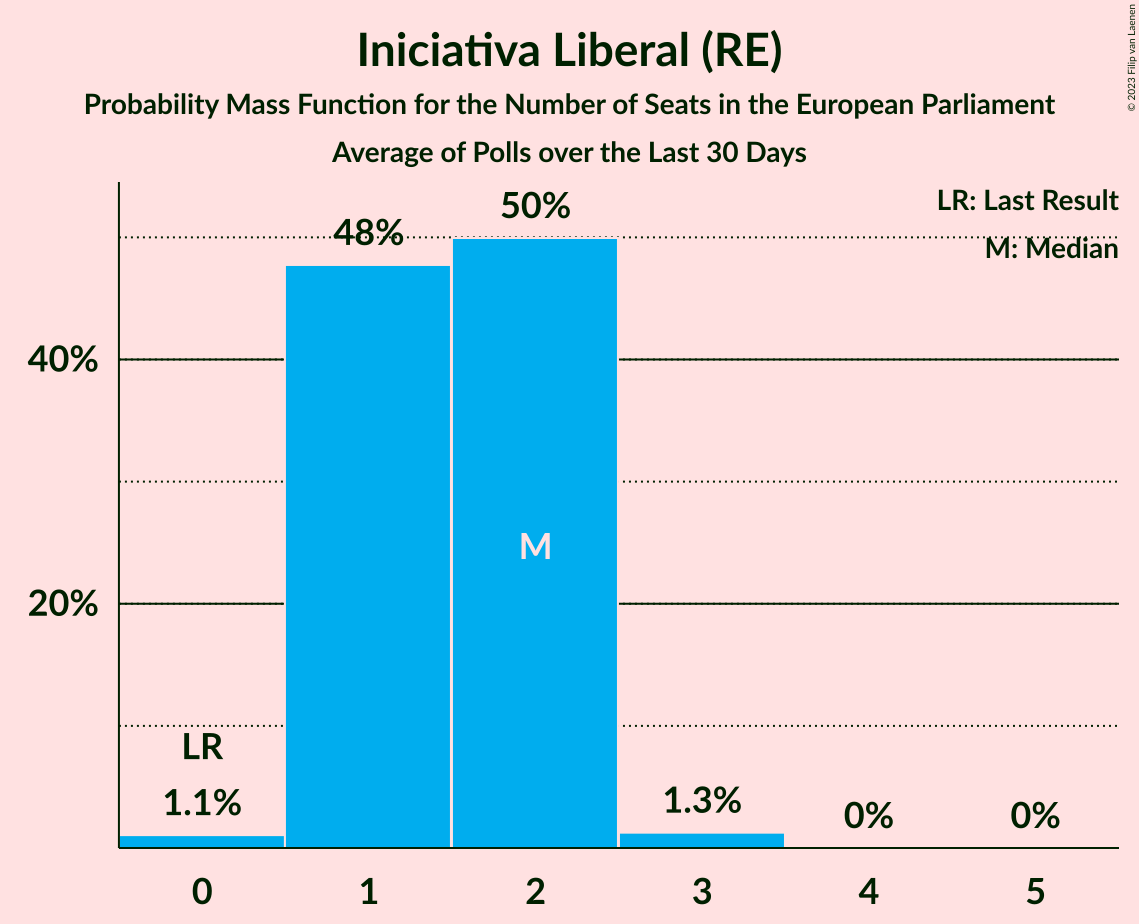 Iniciativa Liberal (RE)
Probability Mass Function for the Number of Seats in the European Parliament
Average of Polls over the Last 30 Days
© 2023 Filip van Laenen
LR: Last Result
M: Median
50%
48%
40%
M
20%
LR
1.1%
1.3%
0%
0%
0
1
2
3
4
5